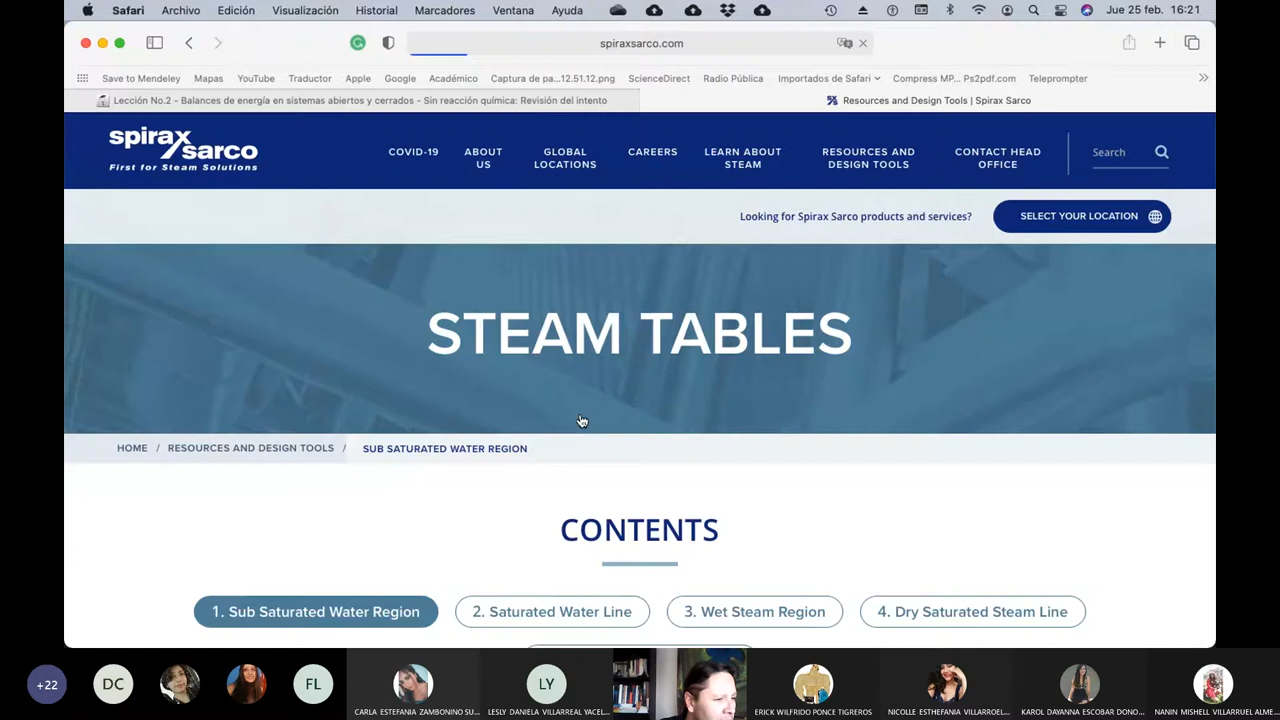 Safari Archivo Edición Visualización Historial Marcadores Ventana Ayuda Jue 25 feb. 16:21
spiraxsarco.com
Save to Mendeley Mapas YouTube Traductor Apple Google Académico Captura de pa...12.51.12.png ScienceDirect Radio Pública Importados de Safari Compress MP... Ps2pdf.com Teleprompter
Lección No.2 - Balances de energía en sistemas abiertos y cerrados - Sin reacción química: Revisión del intento Resources and Design Tools | Spirax Sarco
spirax
sarco
First for Steam Solutions
COVID-19
ABOUT
US
GLOBAL
LOCATIONS
CAREERS
LEARN ABOUT
STEAM
RESOURCES AND
DESIGN TOOLS
CONTACT HEAD
OFFICE
Search
Looking for Spirax Sarco products and services? SELECT YOUR LOCATION
STEAM TABLES
HOME / RESOURCES AND DESIGN TOOLS / SUB SATURATED WATER REGION
CONTENTS
1. Sub Saturated Water Region 2. Saturated Water Line 3. Wet Steam Region 4. Dry Saturated Steam Line
+22 DC FL LY
CARLA ESTEFANIA ZAMBONINO SU... LESLY DANIELA VILLARREAL YACEL... ERICK WILFRIDO PONCE TIGREROS NICOLLE ESTHEFANIA VILLARROEL... KAROL DAYANNA ESCOBAR DONO... NANIN MISHELL VILLARRUEL ALME...